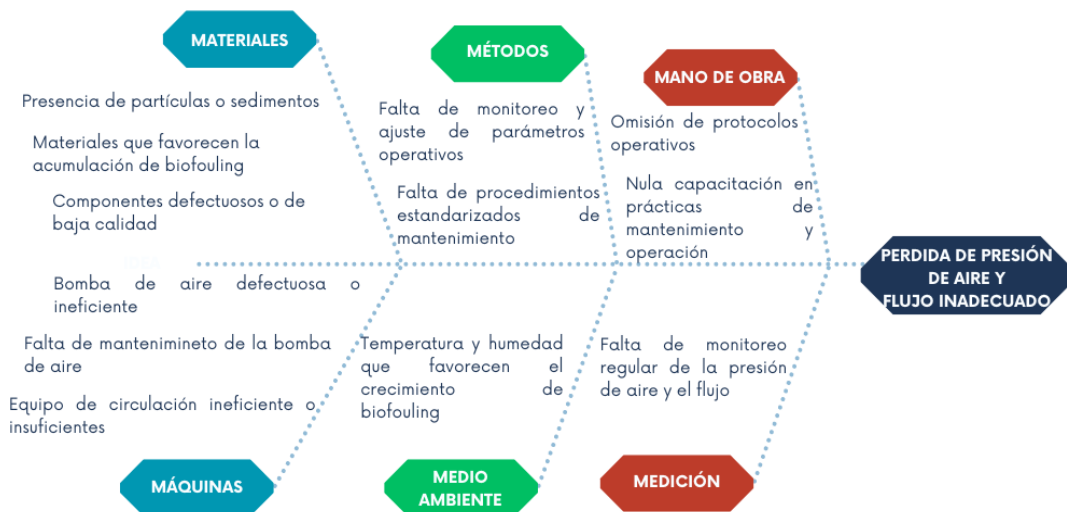 MATERIALES
Presencia de partículas o sedimentos
Materiales que favorecen la
acumulación de biofouling
Componentes defectuosos o de
baja calidad
MÉTODOS
Falta de monitoreo y
ajuste de parámetros
operativos
Falta de procedimientos
estandarizados de
mantenimiento
MANO DE OBRA
Omisión de protocolos
operativos
Nula capacitación en
prácticas de
mantenimiento y
operación
PERDIDA DE PRESIÓN
DE AIRE Y
FLUJO INADECUADO
Bomba de aire defectuosa o
ineficiente
Falta de mantenimineto de la bomba
de aire
Equipo de circulación ineficiente o
insuficientes
MÁQUINAS
Temperatura y humedad
que favorecen el
crecimiento de
biofouling
MEDIO
AMBIENTE
Falta de monitoreo
regular de la presión
de aire y el flujo
MEDICIÓN